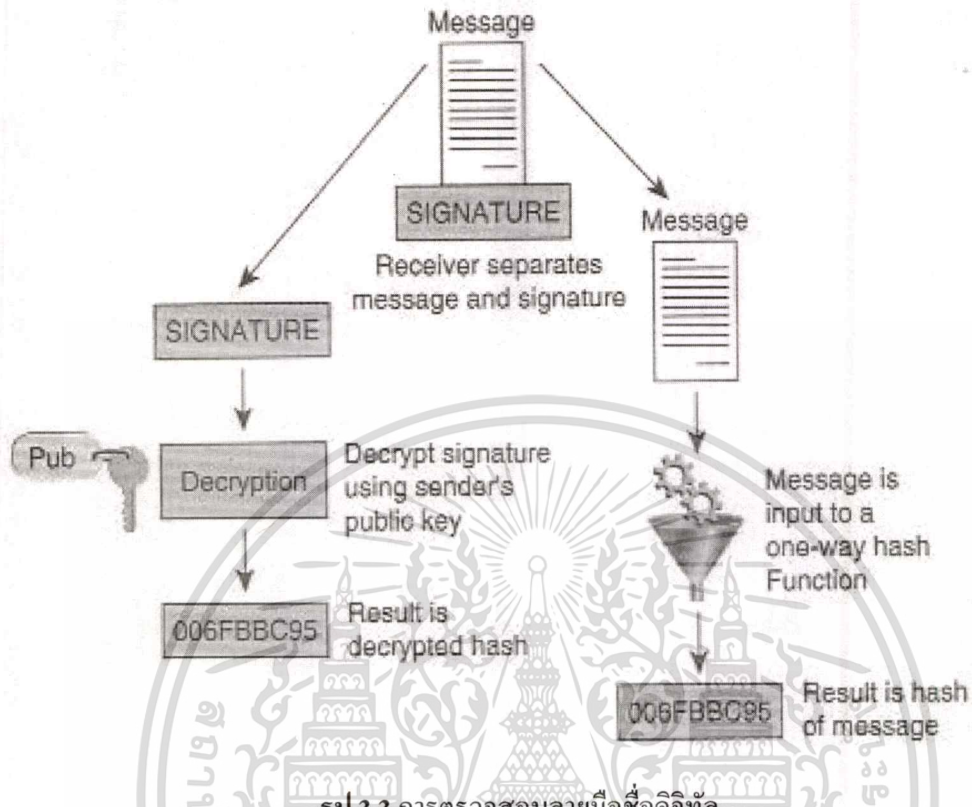 Message
SIGNATURE
Receiver separates
message and signature
Message
SIGNATURE
Pub
Decryption
Decrypt signature
using sender's
public key
Message is
input to a
one-way hash
Function
006FBBC95
Result is
decrypted hash
006FBBC95
Result is hash
of message
รูป 2.2 การตรวจสอบลายมือชื่อดิจิทัล